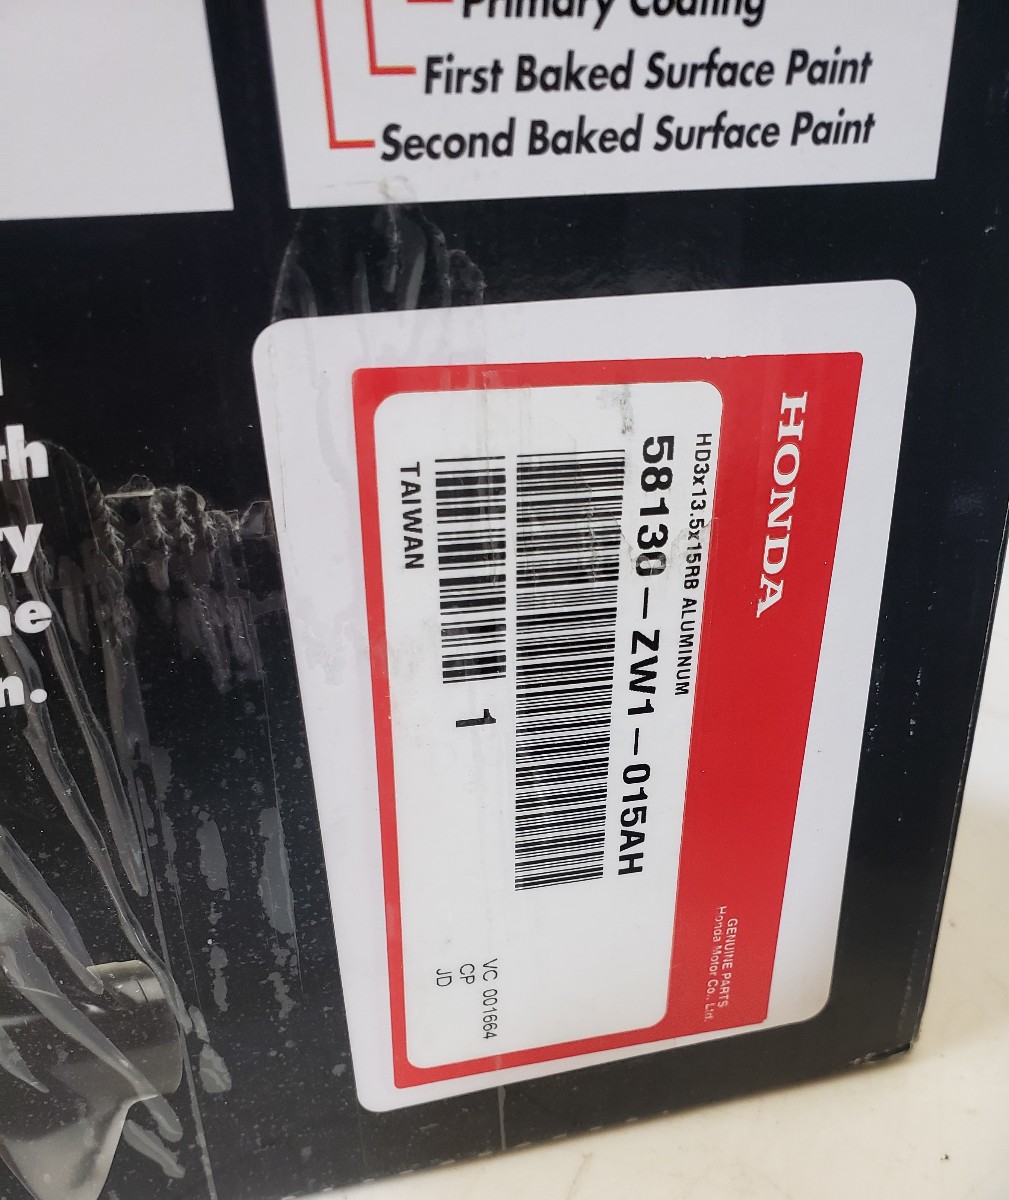 Primary Coating
First Baked Surface Paint
Second Baked Surface Paint
HONDA
GENUINE PARTS
Honda Motor Co., Ltd.
HD3x13.5x15RB ALUMINUM
58130-ZW1-015AH
1
TAIWAN
VC 001664
CP
JD